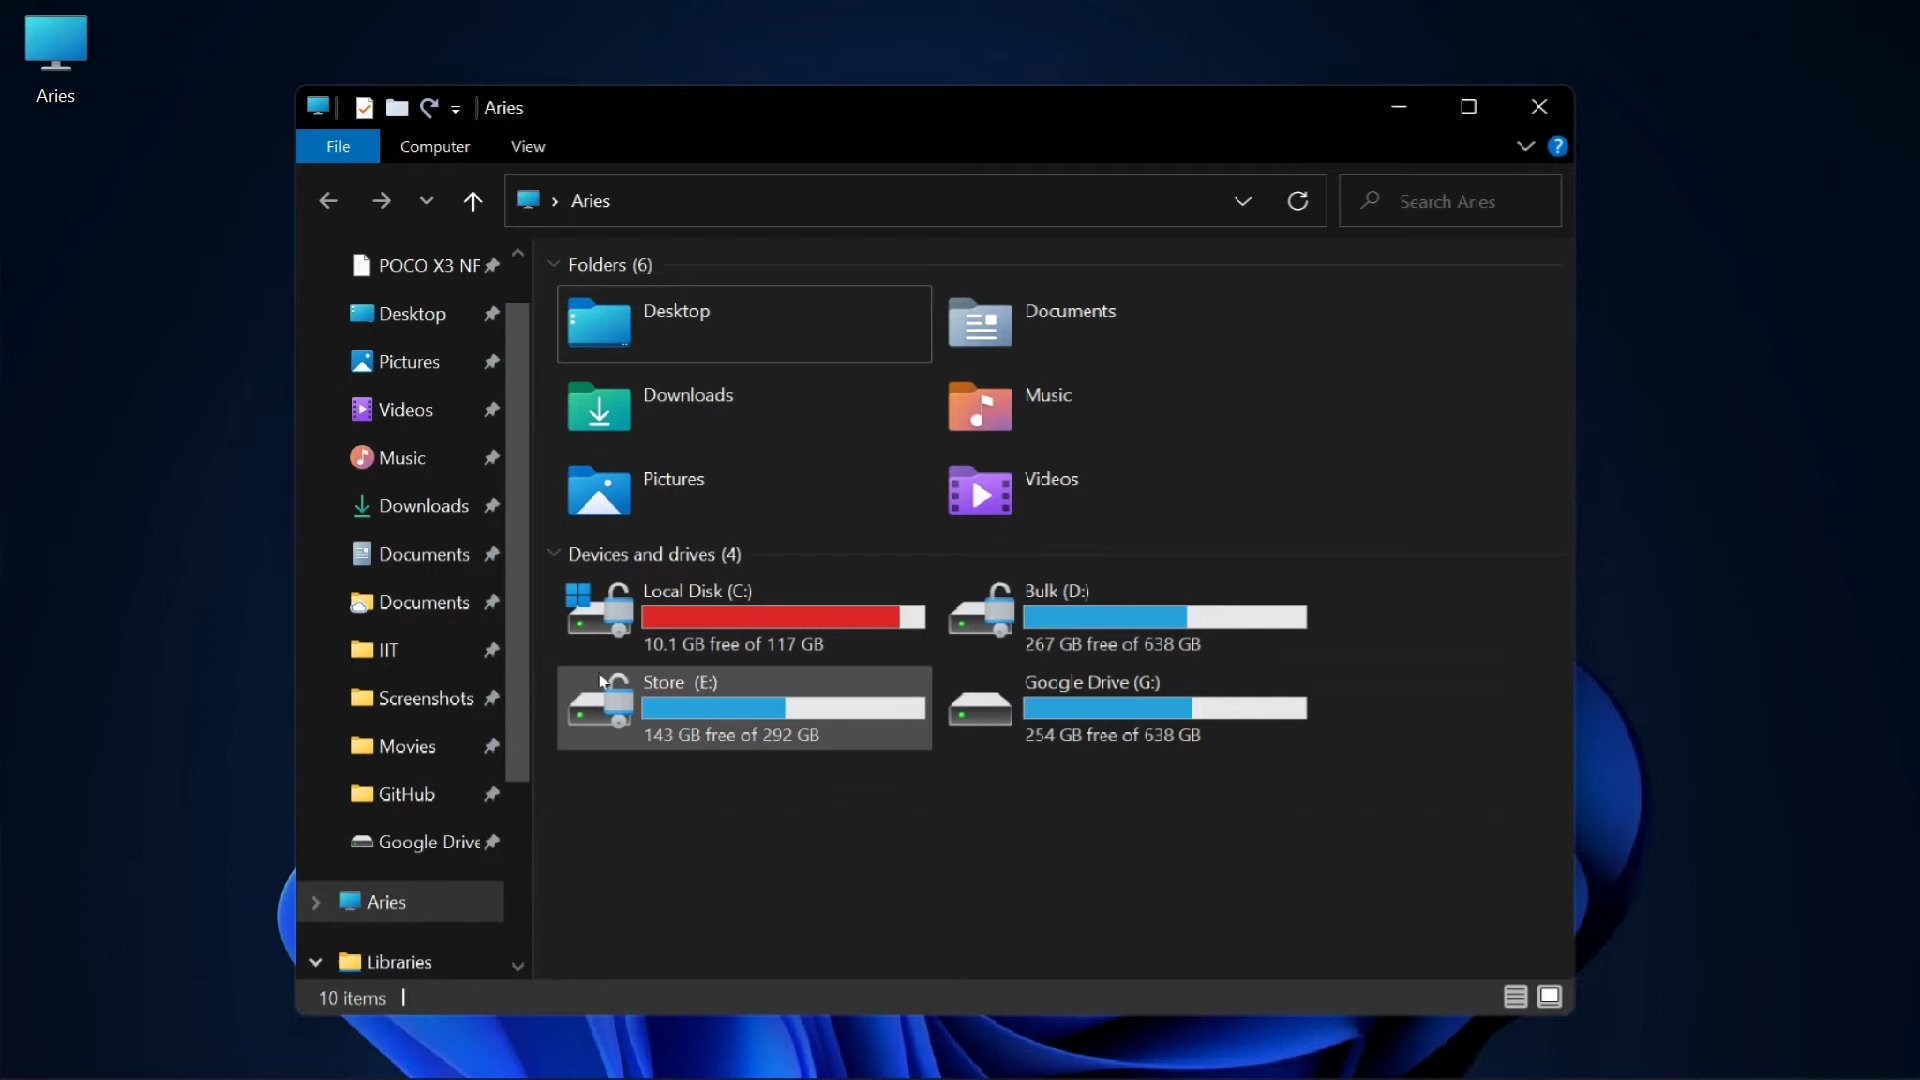 Aries
Aries
File
Computer
View
?
Aries
Search Aries
POCO X3 NF
Desktop
Pictures
Videos
Music
Downloads
Documents
Documents
IIT
Screenshots
Movies
GitHub
Google Drive
Aries
Libraries
Folders (6)
Desktop
Documents
Downloads
Music
Pictures
Videos
Devices and drives (4)
Local Disk (C:)
10.1 GB free of 117 GB
Bulk (D:)
267 GB free of 638 GB
Store (E:)
143 GB free of 292 GB
Google Drive (G:)
254 GB free of 638 GB
10 items